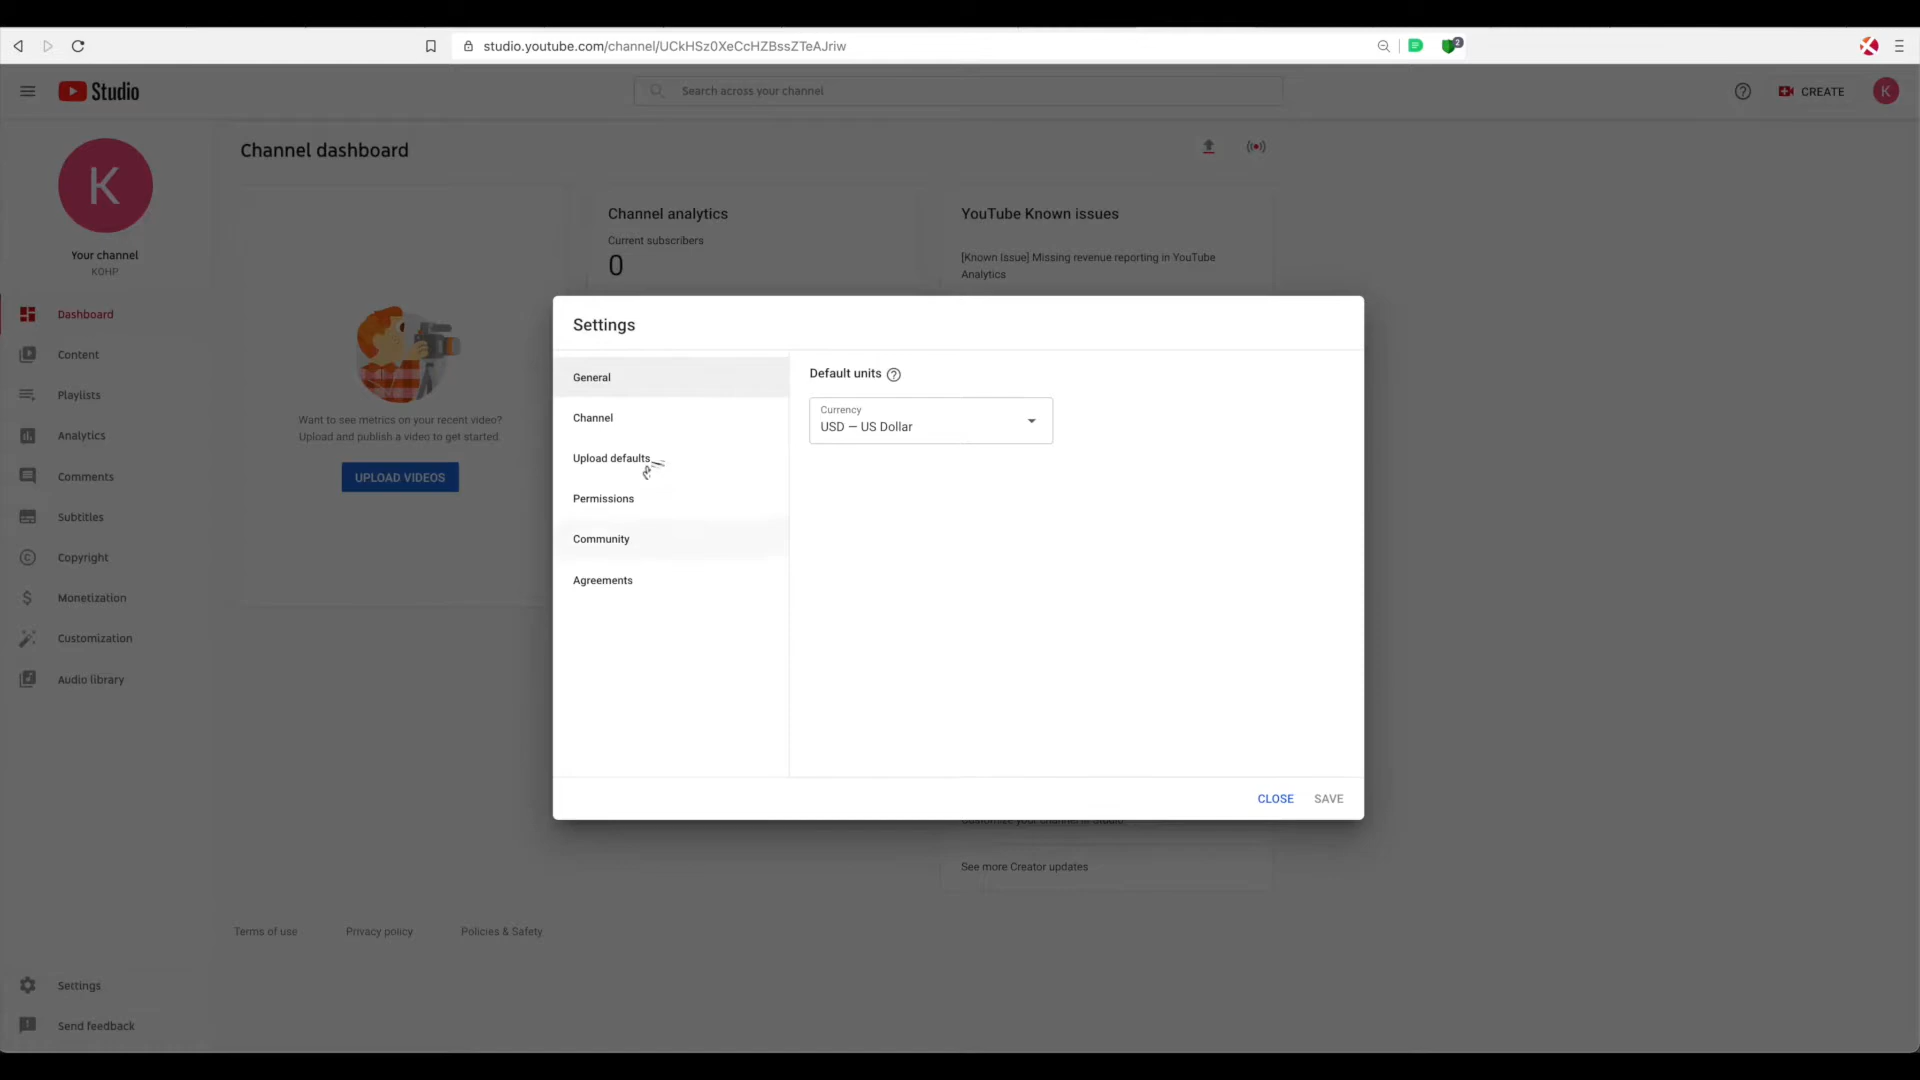 studio.youtube.com/channel/UCkHSz0XeCcHZBssZTeAJriw
2
Studio
Search across your channel
CREATE
K
K
Your channel
KOHP
Dashboard
Content
Playlists
Analytics
Comments
Subtitles
Copyright
Monetization
Customization
Audio library
Settings
Send feedback
Channel dashboard
Want to see metrics on your recent video?
Upload and publish a video to get started.
UPLOAD VIDEOS
Channel analytics
Current subscribers
0
YouTube Known issues
[Known Issue] Missing revenue reporting in YouTube
Analytics
Settings
General
Channel
Upload defaults
Permissions
Community
Agreements
Default units
Currency
USD — US Dollar
CLOSE
SAVE
See more Creator updates
Terms of use
Privacy policy
Policies & Safety